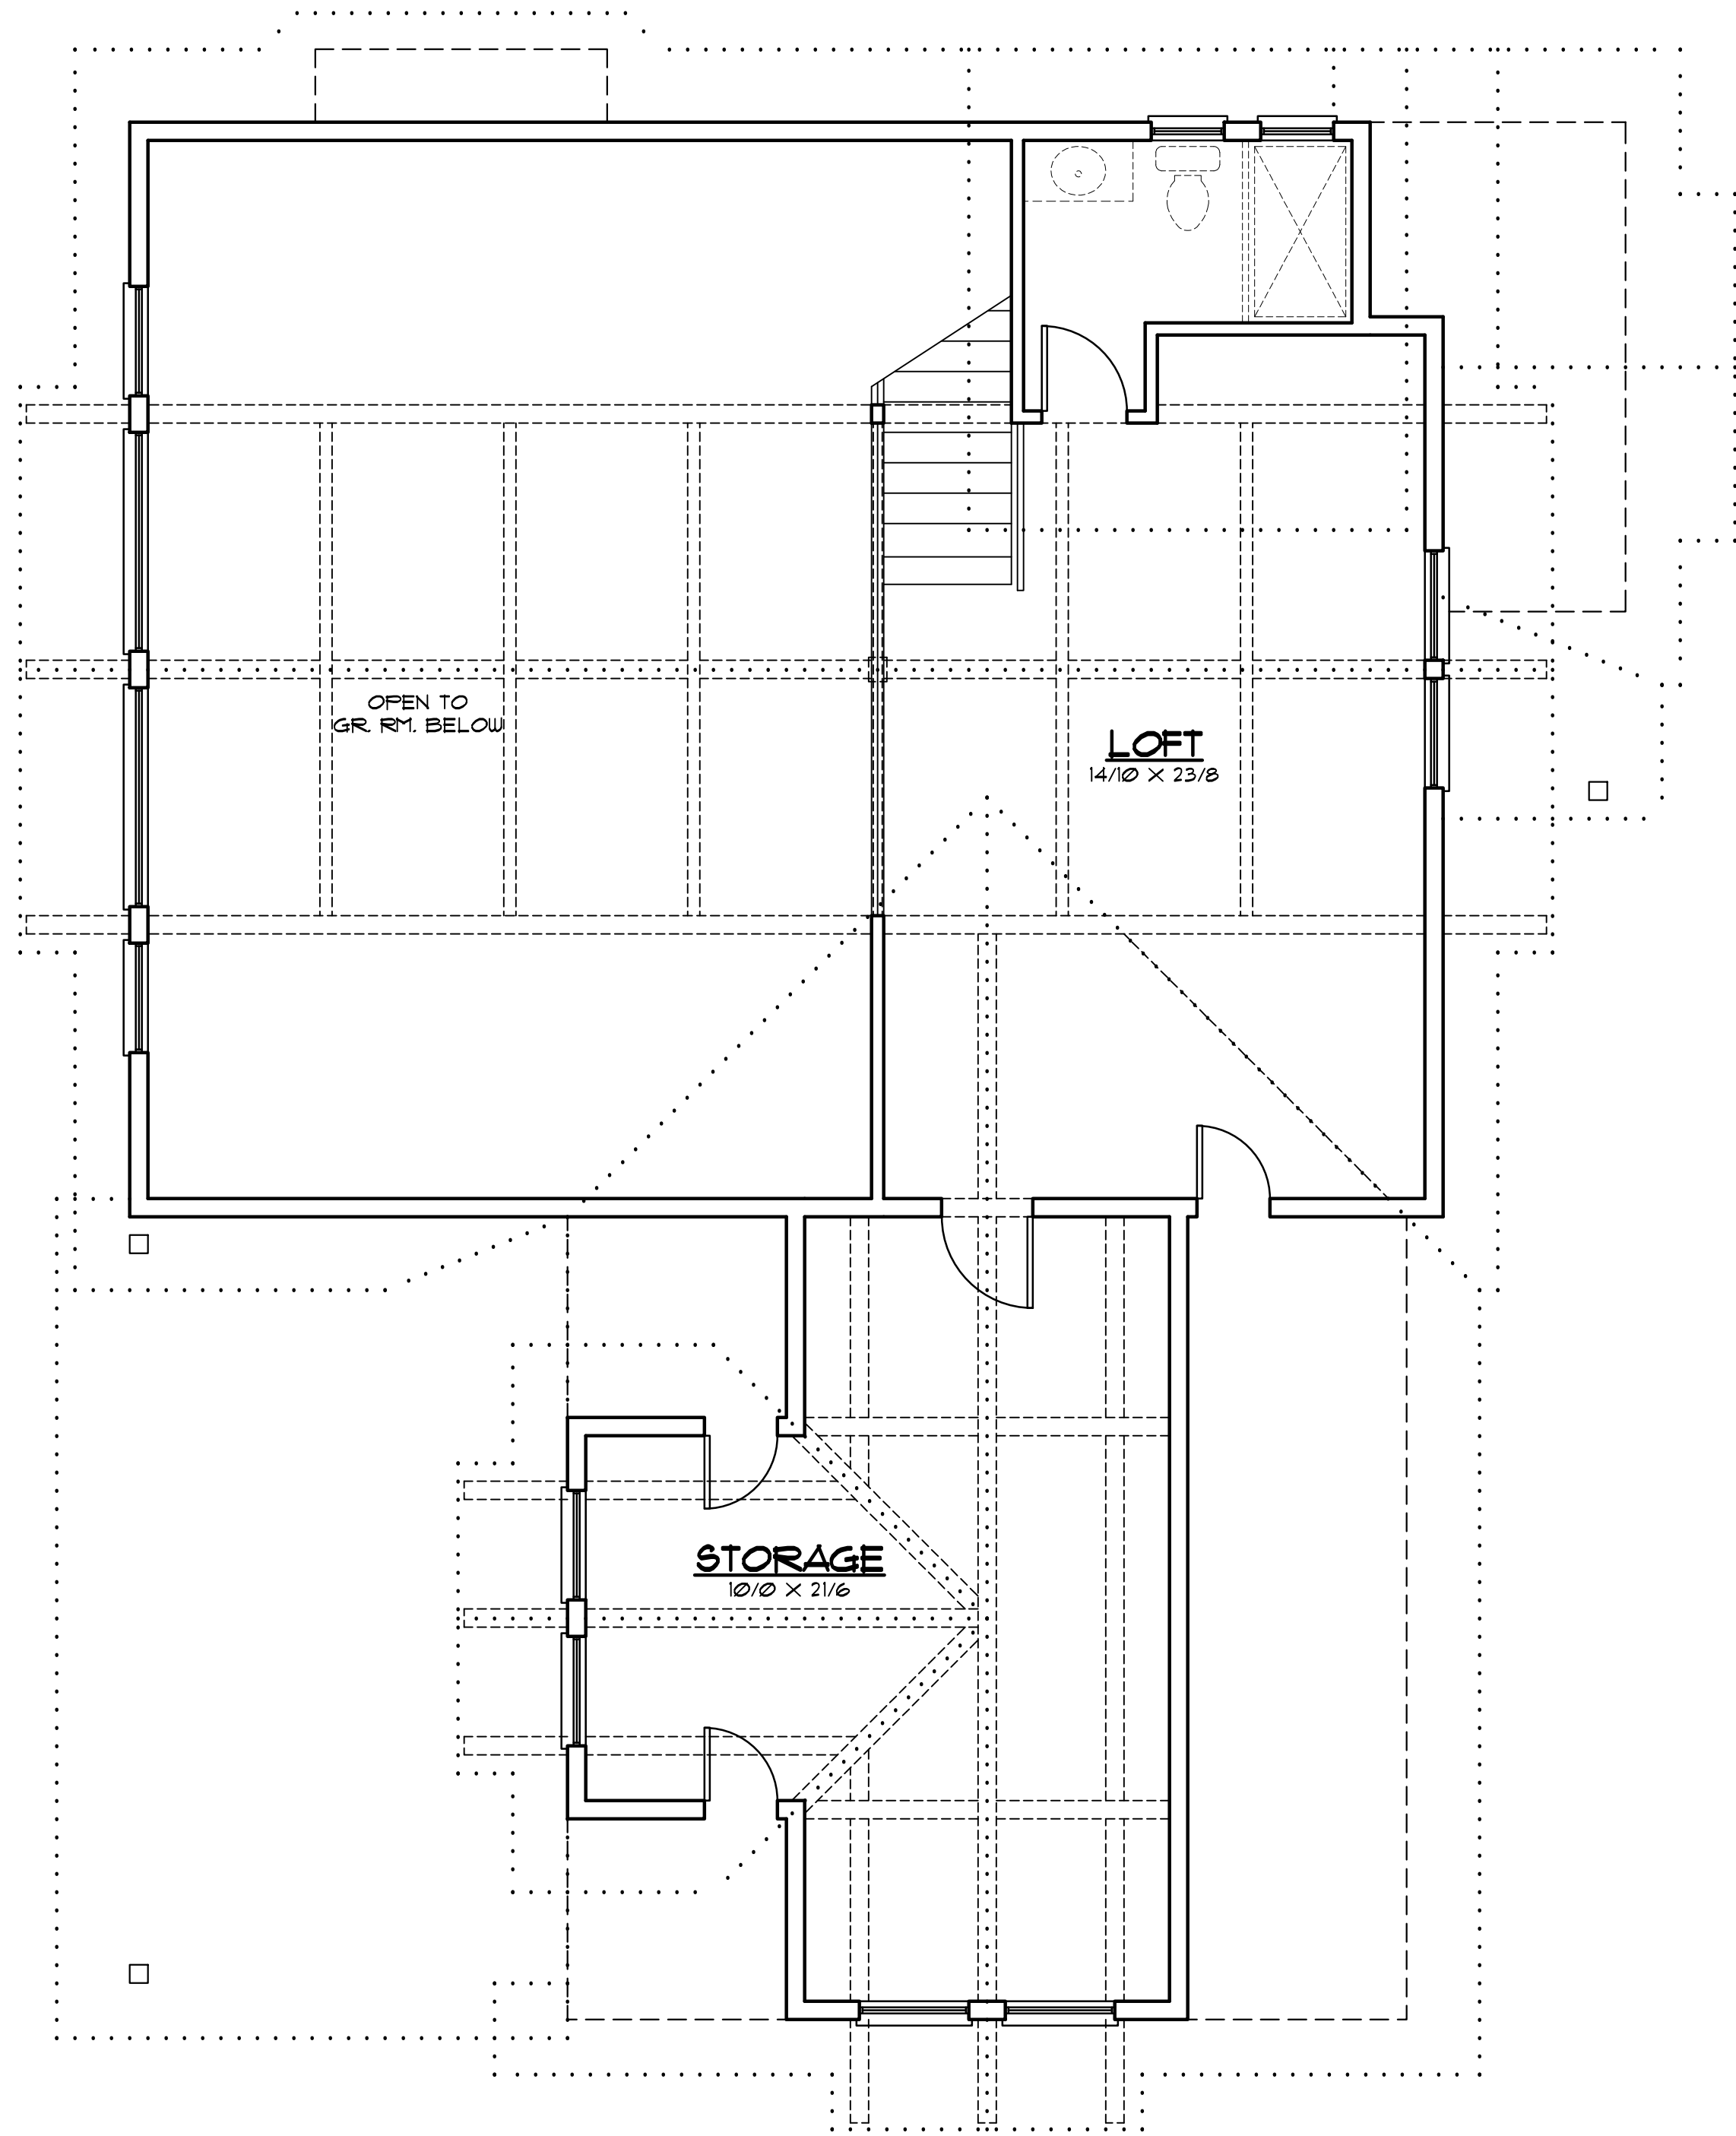 OPEN TO
GR. RM. BELOW
LOFT
14/10 X 23/8
STORAGE
10/0 X 21/6